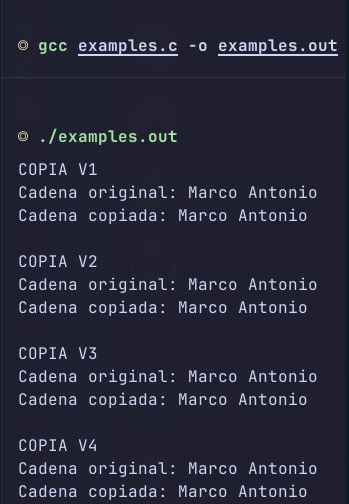 ◎ gcc examples.c -o examples.out
◎ ./examples.out
COPIA V1
Cadena original: Marco Antonio
Cadena copiada: Marco Antonio
COPIA V2
Cadena original: Marco Antonio
Cadena copiada: Marco Antonio
COPIA V3
Cadena original: Marco Antonio
Cadena copiada: Marco Antonio
COPIA V4
Cadena original: Marco Antonio
Cadena copiada: Marco Antonio